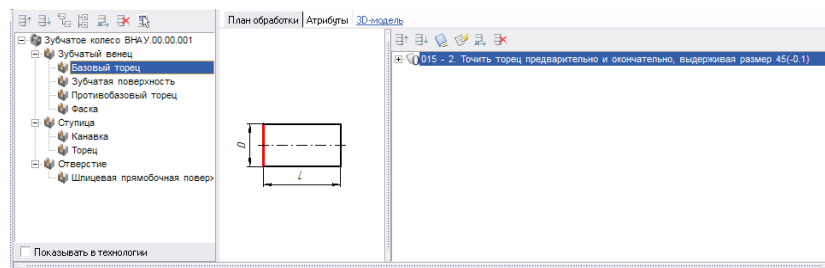 План обработки Атрибуты 3D-модель
Зубчатое колесо ВНАУ.00.00.001
Зубчатый венец
Базовый торец
Зубчатая поверхность
Противобазовый торец
Фаска
Ступица
Канавка
Торец
Отверстие
Шлицевая прямобочная поверх
Показывать в технологии
D
L
015 - 2. Точить торец предварительно и окончательно, выдерживая размер 45(-0.1)